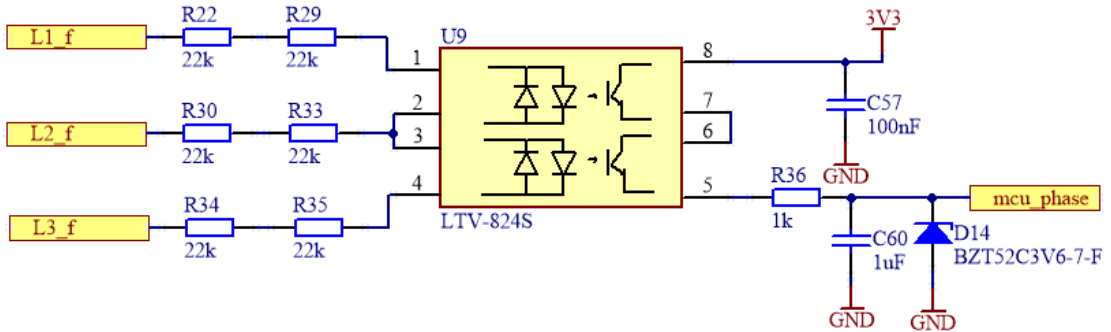 L1_f
R22
22k
R29
22k
L2_f
R30
22k
R33
22k
L3_f
R34
22k
R35
22k
U9
1
2
3
4
8
7
6
5
LTV-824S
3V3
C57
100nF
GND
R36
1k
mcu_phase
C60
1uF
GND
D14
BZT52C3V6-7-F
GND